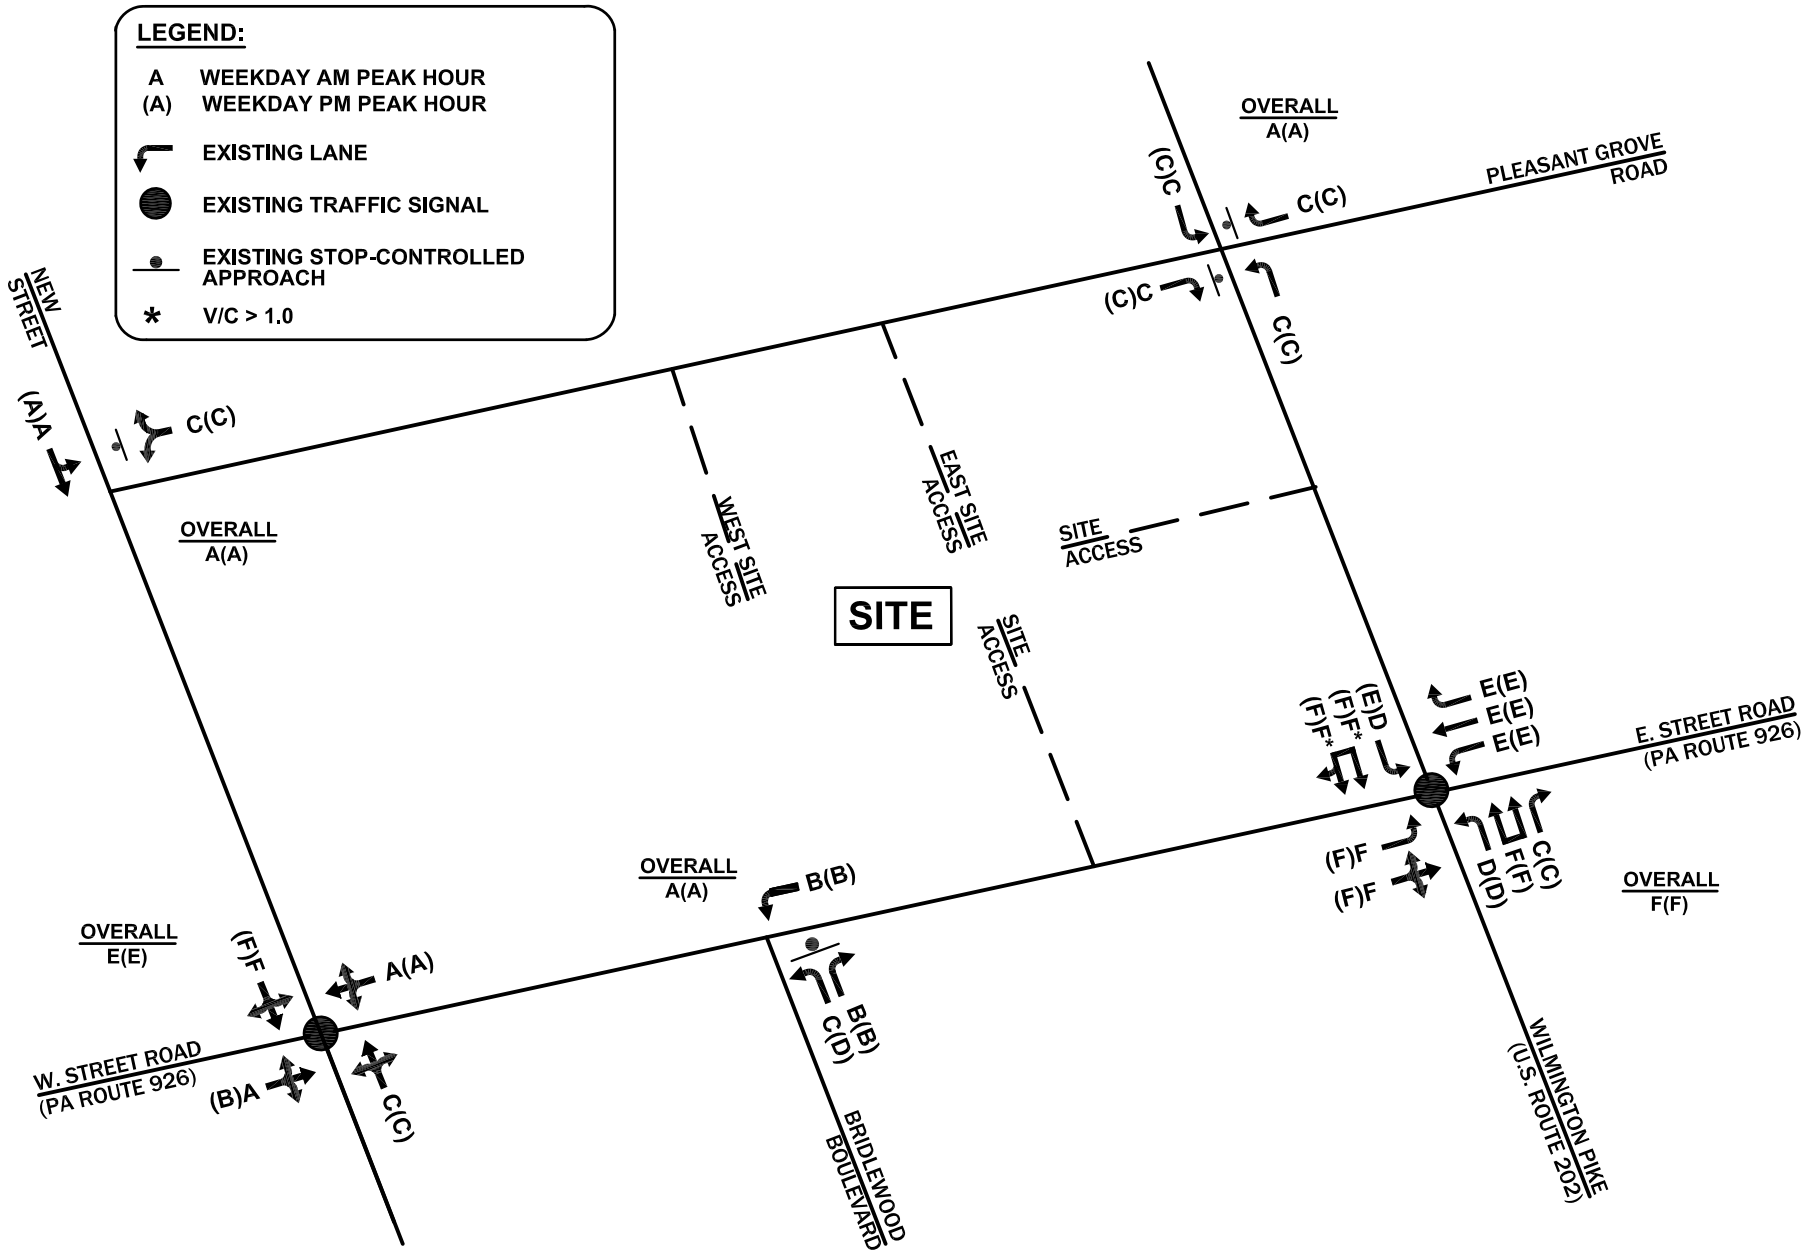 LEGEND:
A WEEKDAY AM PEAK HOUR
(A) WEEKDAY PM PEAK HOUR
EXISTING LANE
EXISTING TRAFFIC SIGNAL
EXISTING STOP-CONTROLLED
APPROACH
* V/C > 1.0
OVERALL
A(A)
PLEASANT GROVE
ROAD
(C)C
C(C)
(C)C
C(C)
NEW
STREET
(A)A
C(C)
OVERALL
A(A)
WEST SITE
ACCESS
EAST SITE
ACCESS
SITE
ACCESS
SITE
SITE
ACCESS
(F)F*
(F)F*
(E)D
E(E)
E(E)
E(E)
E. STREET ROAD
(PA ROUTE 926)
(F)F
(F)F
D(D)
F(F)
C(C)
OVERALL
F(F)
OVERALL
A(A)
B(B)
C(D)
B(B)
BRIDLEWOOD
BOULEVARD
OVERALL
E(E)
(F)F
A(A)
W. STREET ROAD
(PA ROUTE 926)
(B)A
C(C)
WILMINGTON PIKE
(U.S. ROUTE 202)